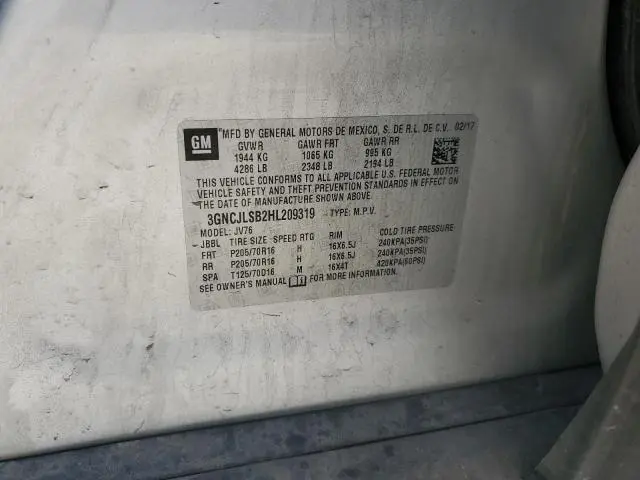 GM
"MFD BY GENERAL MOTORS DE MEXICO, S. DE R.L. DE C.V. 02/17
GVWR GAWR FRT GAWR RR
1944 KG 1065 KG 995 KG
4286 LB 2348 LB 2194 LB
THIS VEHICLE CONFORMS TO ALL APPLICABLE U.S. FEDERAL MOTOR
VEHICLE SAFETY AND THEFT PREVENTION STANDARDS IN EFFECT ON
THE DATE OF MANUFACTURE SHOWN ABOVE.
3GNCJLSB2HL209319 TYPE: M.P.V.
MODEL: JV76
JBBL TIRE SIZE SPEED RTG RIM COLD TIRE PRESSURE
FRT P205/70R16 H 16X6.5J 240KPA(35PSI)
RR P205/70R16 H 16X6.5J 240KPA(35PSI)
SPA T125/70D16 M 16X4T 420KPA(60PSI)
SEE OWNER'S MANUAL FOR MORE INFORMATION.